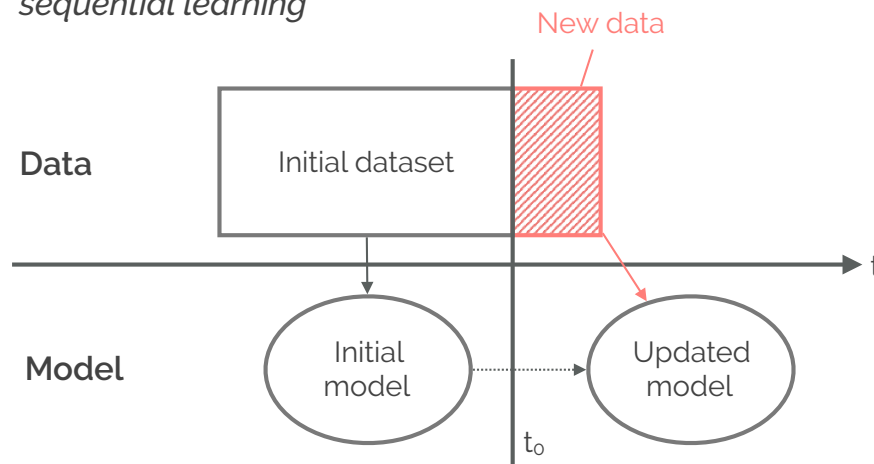 sequential learning
New data
Data
Initial dataset
t
Model
Initial
model
Updated
model
t₀